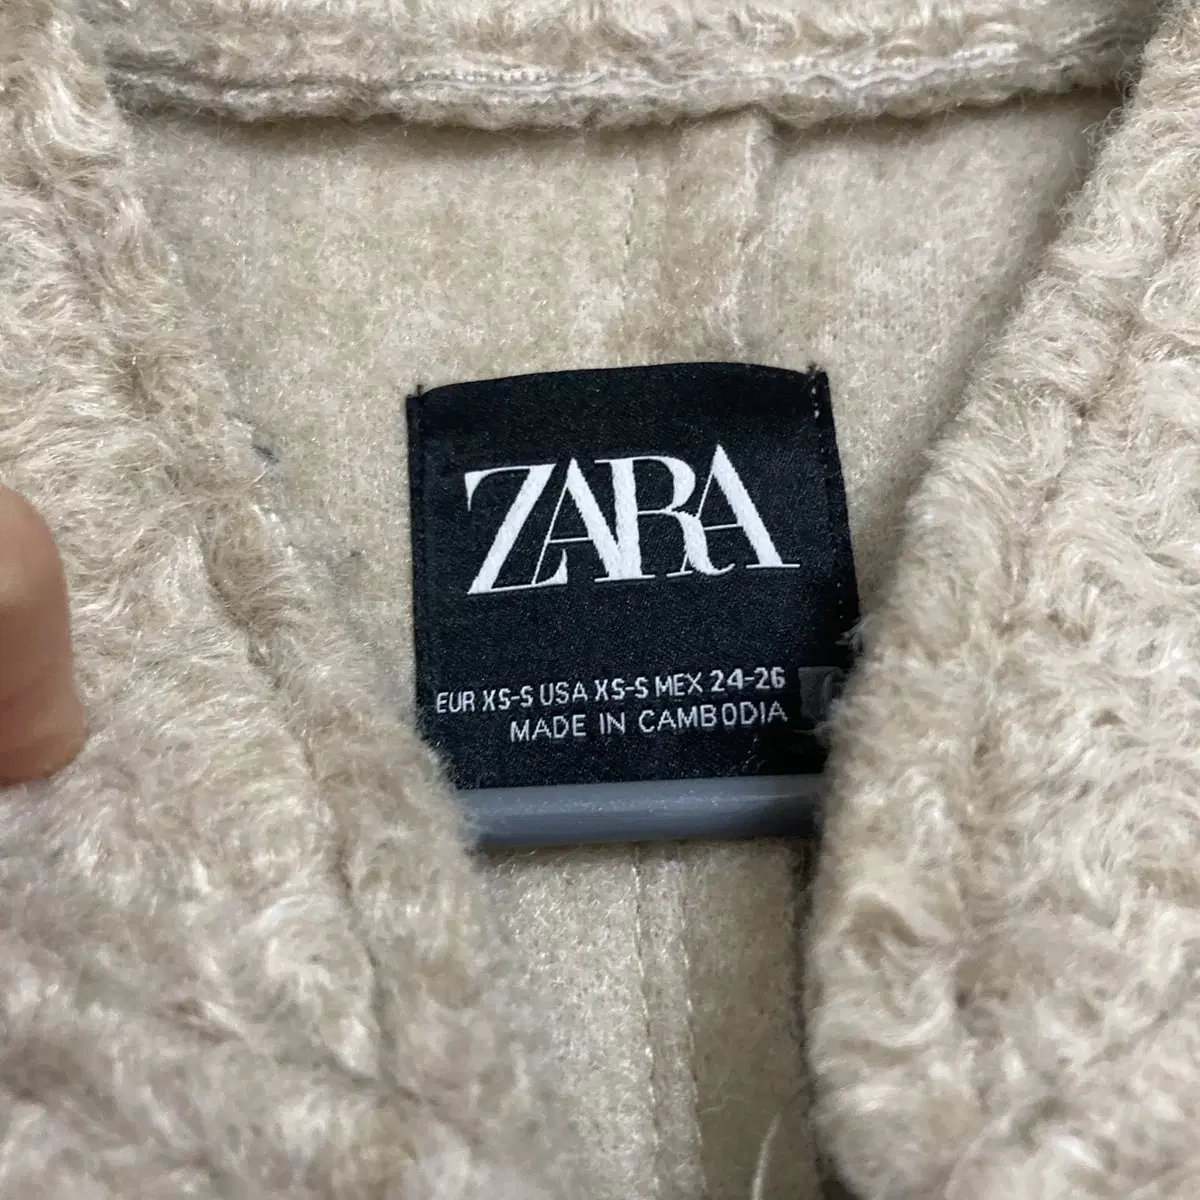 ZARA
EUR XS-S USA XS-S MEX 24-26
MADE IN CAMBODIA